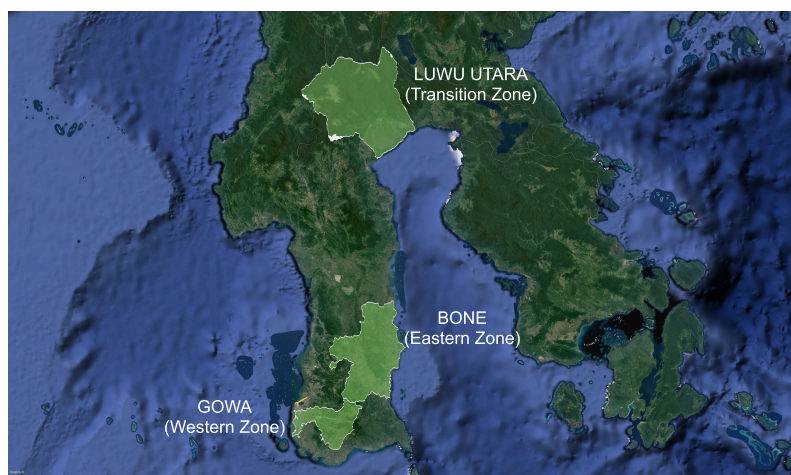 LUWU UTARA
(Transition Zone)
BONE
(Eastern Zone)
GOWA
(Western Zone)